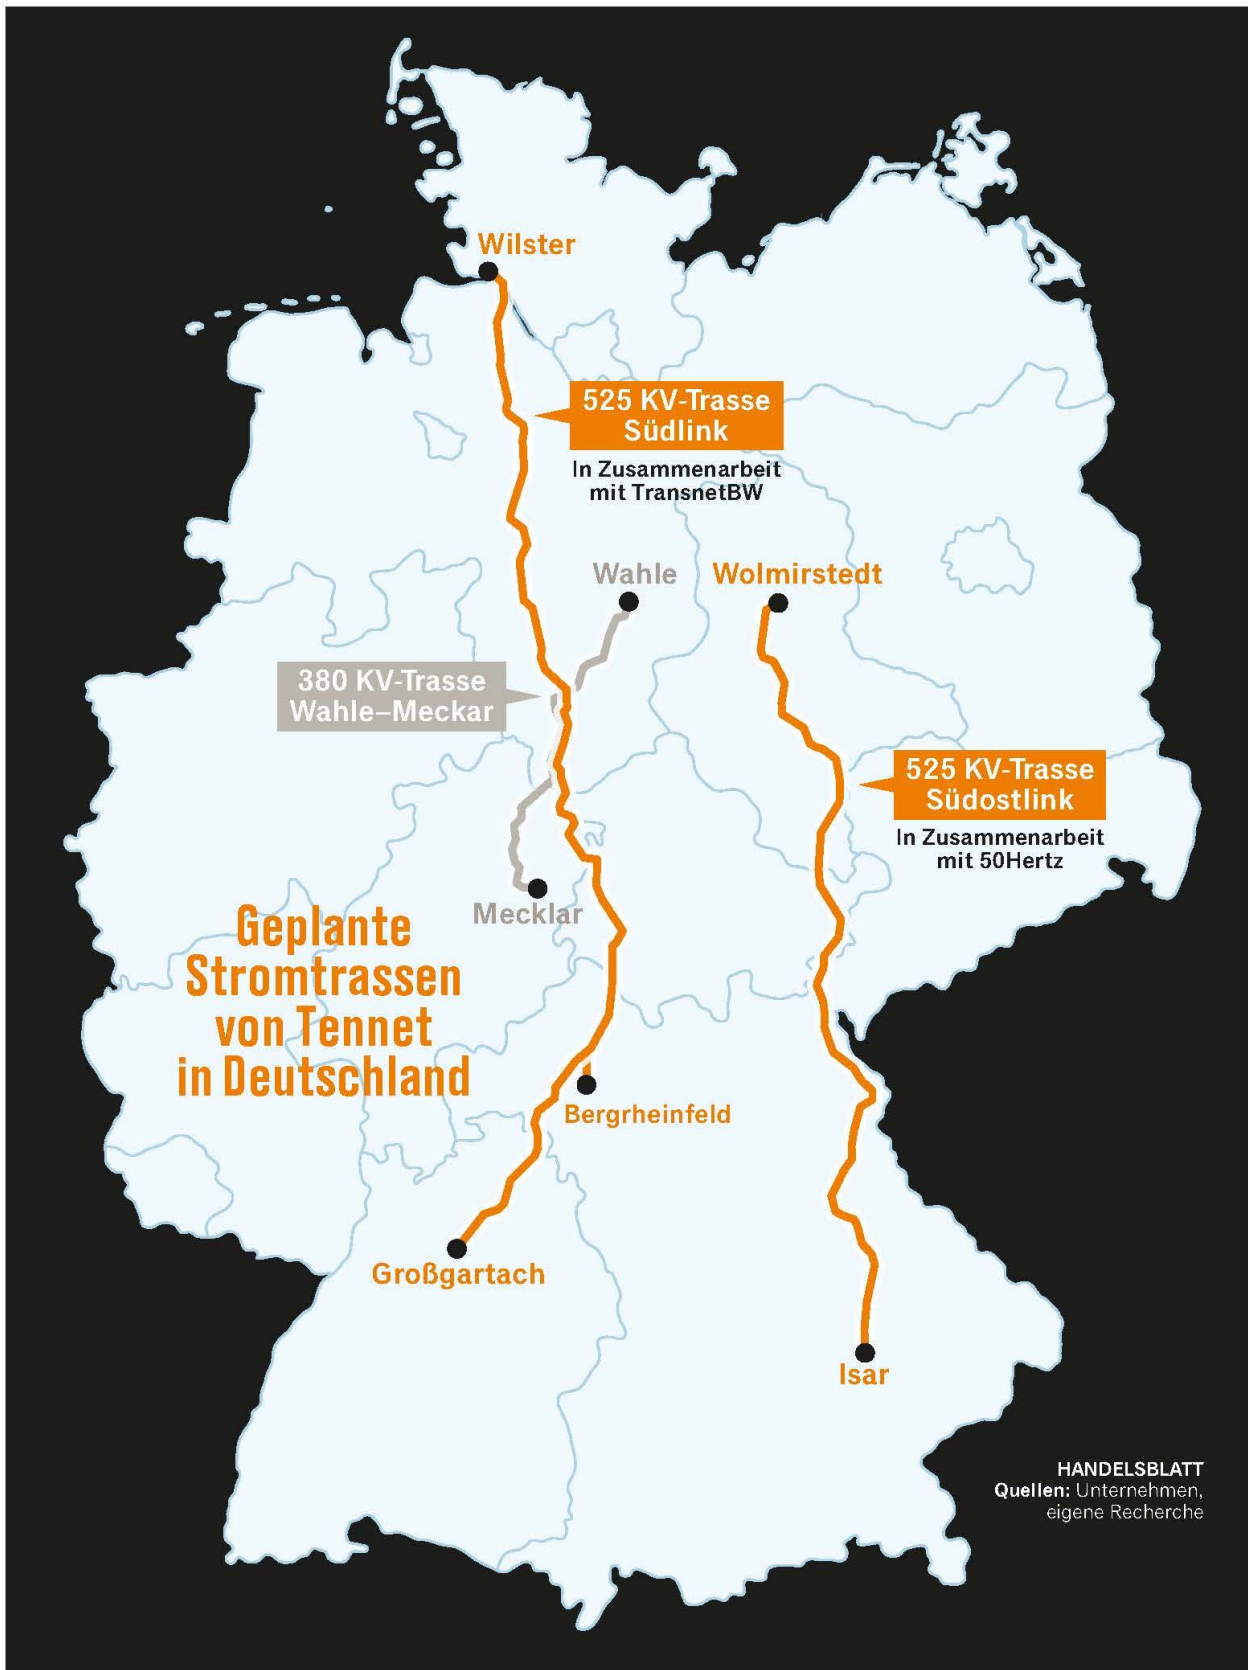 Wilster
525 KV-Trasse
Südlink
In Zusammenarbeit
mit TransnetBW
Wahle
Wolmirstedt
380 KV-Trasse
Wahle–Meckar
525 KV-Trasse
Südostlink
In Zusammenarbeit
mit 50Hertz
Mecklar
Geplante
Stromtrassen
von Tennet
in Deutschland
Bergrheinfeld
Großgartach
Isar
HANDELSBLATT
Quellen: Unternehmen,
eigene Recherche